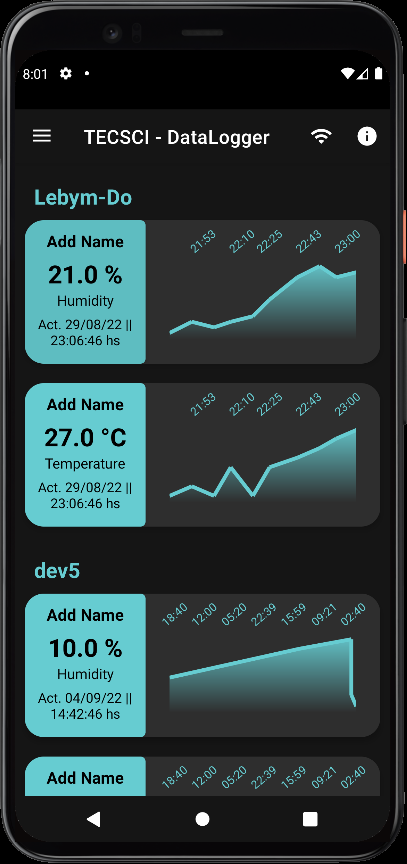 8:01
TECSCI - DataLogger
Lebym-Do
Add Name
21.0 %
Humidity
Act. 29/08/22 ||
23:06:46 hs
21:53 22:10 22:25 22:43 23:00
Add Name
27.0 °C
Temperature
Act. 29/08/22 ||
23:06:46 hs
21:53 22:10 22:25 22:43 23:00
dev5
Add Name
10.0 %
Humidity
Act. 04/09/22 ||
14:42:46 hs
18:40 12:00 05:20 22:39 15:59 09:21 02:40
Add Name
18:40 12:00 05:20 22:39 15:59 09:21 02:40